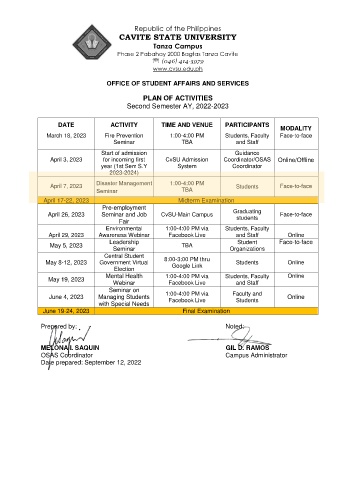 Republic of the Philippines
CAVITE STATE UNIVERSITY
Tanza Campus
Phase 2 Pabahay 2000 Bagtas Tanza Cavite
☏ (046) 414-3979
www.cvsu.edu.ph
OFFICE OF STUDENT AFFAIRS AND SERVICES
PLAN OF ACTIVITIES
Second Semester AY, 2022-2023
DATE ACTIVITY TIME AND VENUE PARTICIPANTS MODALITY
March 18, 2023 Fire Prevention Seminar 1:00-4:00 PM TBA Students, Faculty and Staff Face-to-face
April 3, 2023 Start of admission for incoming first year (1st Sem S.Y 2023-2024) CvSU Admission System Guidance Coordinator/OSAS Coordinator Online/Offline
April 7, 2023 Disaster Management Seminar 1:00-4:00 PM TBA Students Face-to-face
April 17-22, 2023 Midterm Examination
April 26, 2023 Pre-employment Seminar and Job Fair CvSU-Main Campus Graduating students Face-to-face
April 29, 2023 Environmental Awareness Webinar 1:00-4:00 PM via Facebook Live Students, Faculty and Staff Online
May 5, 2023 Leadership Seminar TBA Student Organizations Face-to-face
May 8-12, 2023 Central Student Government Virtual Election 8:00-3:00 PM thru Google Link Students Online
May 19, 2023 Mental Health Webinar 1:00-4:00 PM via Facebook Live Students, Faculty and Staff Online
June 4, 2023 Seminar on Managing Students with Special Needs 1:00-4:00 PM via Facebook Live Faculty and Students Online
June 19-24, 2023 Final Examination
Prepared by: Noted:
MELONA I. SAQUIN GIL D. RAMOS
OSAS Coordinator Campus Administrator
Date prepared: September 12, 2022